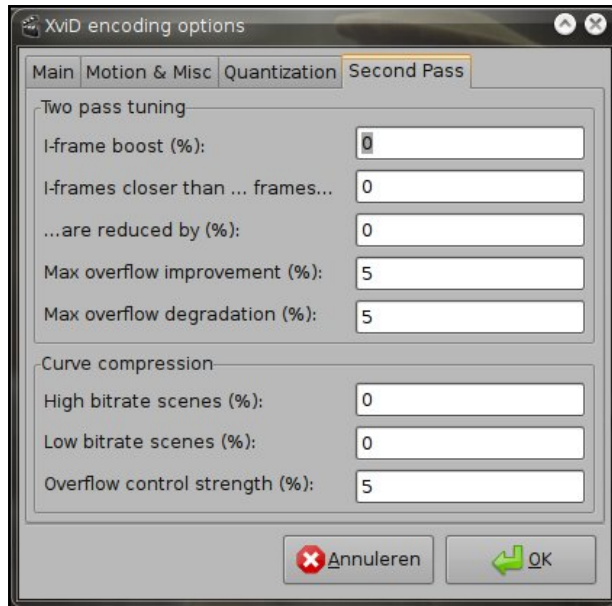 XviD encoding options
Main Motion & Misc Quantization Second Pass
Two pass tuning
I-frame boost (%): 0
I-frames closer than ... frames... 0
...are reduced by (%): 0
Max overflow improvement (%): 5
Max overflow degradation (%): 5
Curve compression
High bitrate scenes (%): 0
Low bitrate scenes (%): 0
Overflow control strength (%): 5
Annuleren OK